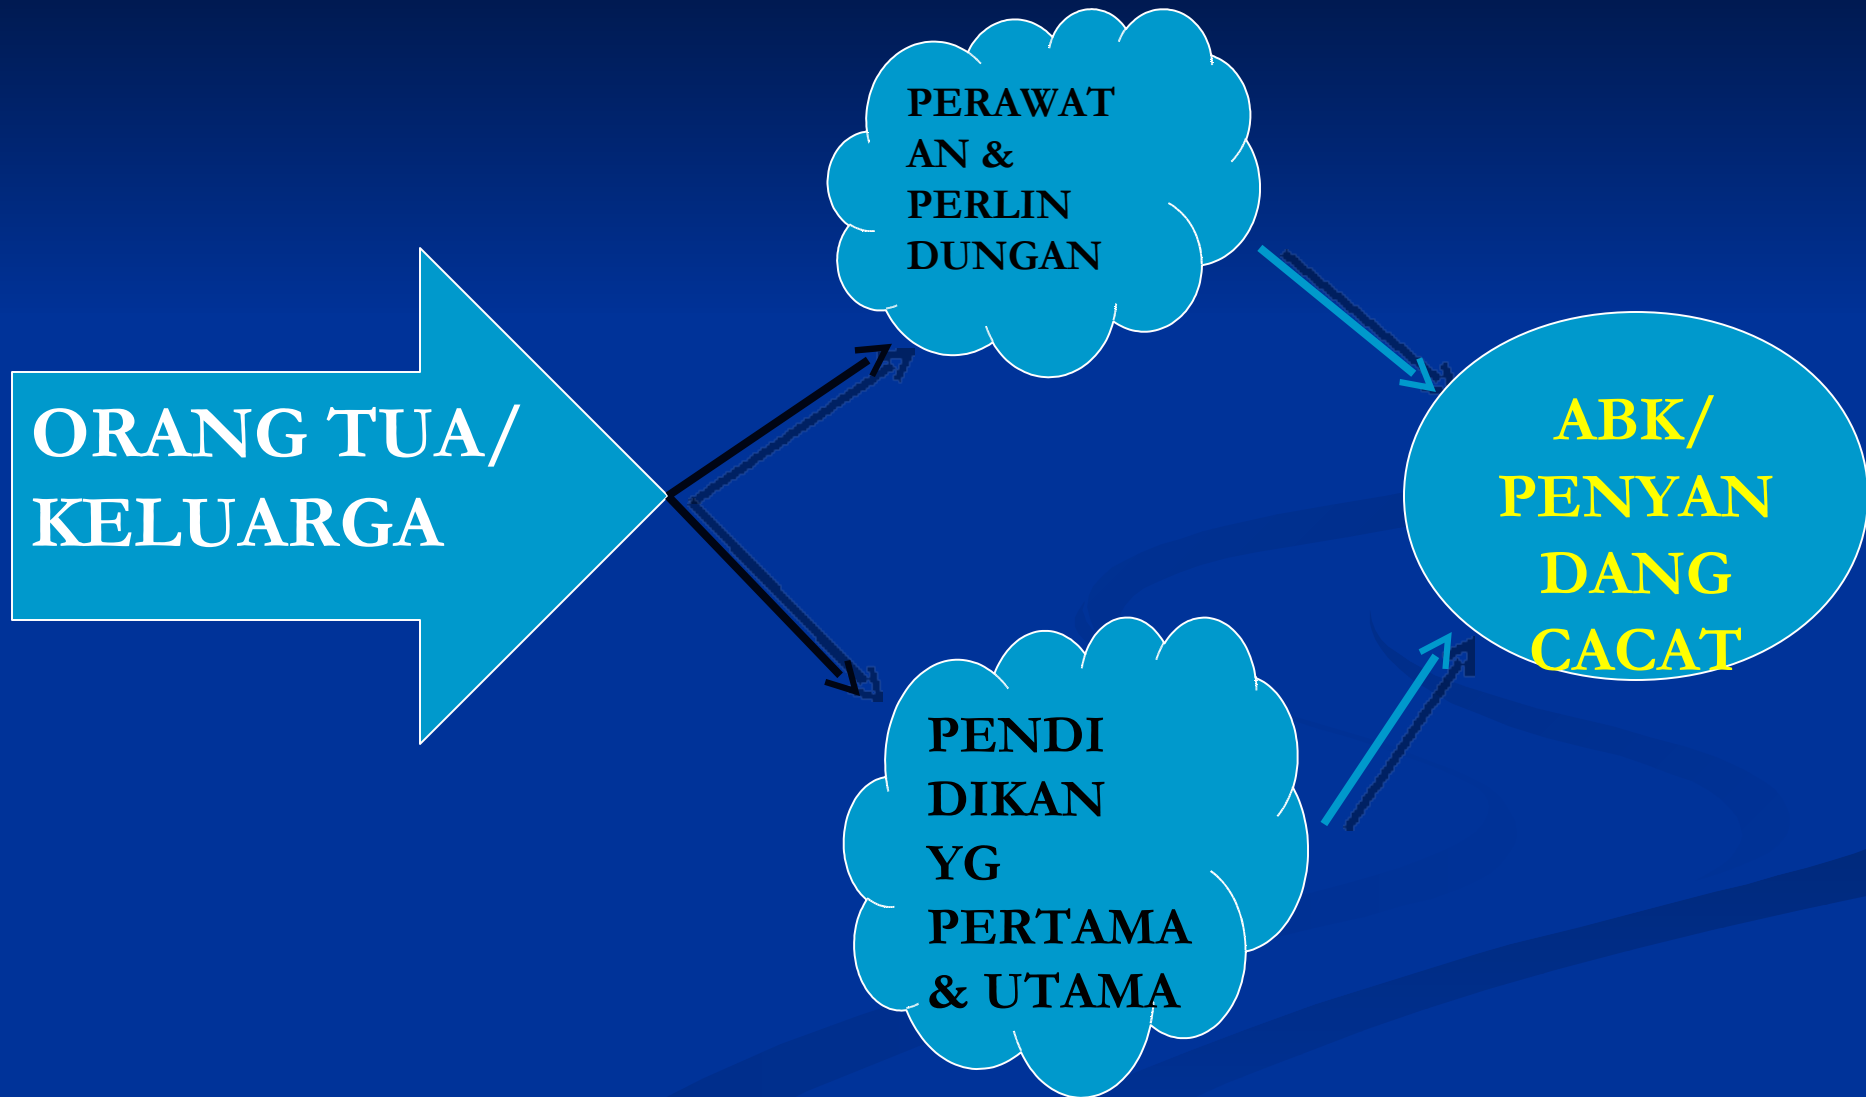 ORANG TUA/
KELUARGA
PERAWAT
AN &
PERLIN
DUNGAN
PENDI
DIKAN
YG
PERTAMA
& UTAMA
ABK/
PENYAN
DANG
CACAT